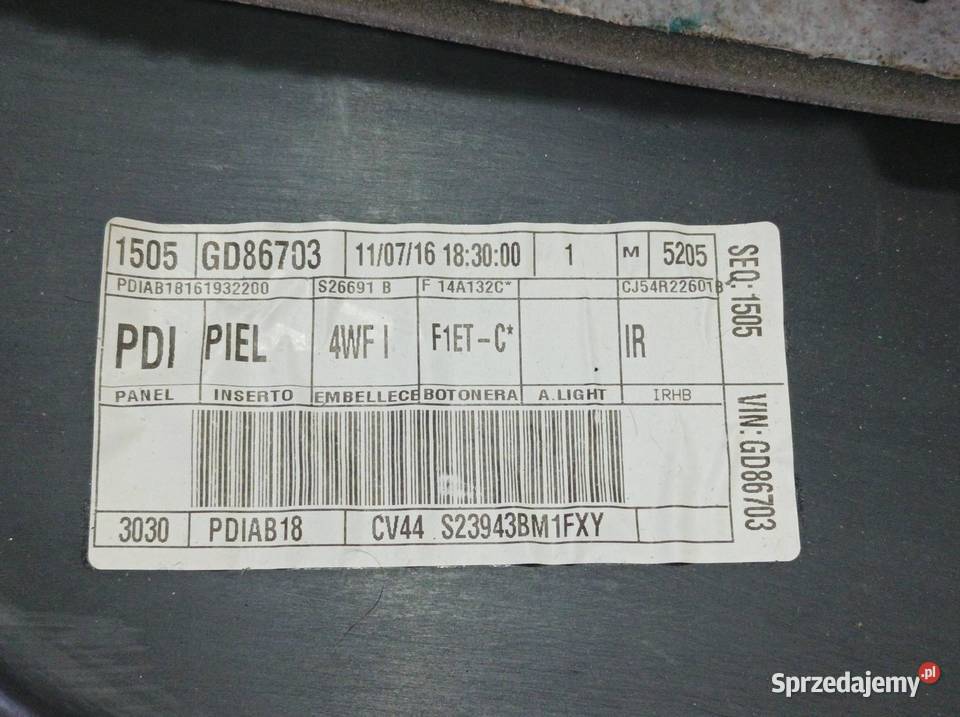 1505 GD86703 11/07/16 18:30:00 1 M 5205
PDIAB18161932200 S26691 B F 14A132C* CJ54R22601B*
PDI PIEL 4WF I F1ET-C* IR
PANEL INSERTO EMBELLECE BOTONERA A.LIGHT IRHB
3030 PDIAB18 CV44 S23943BM1FXY
SEQ: 1505
VIN: GD86703
Sprzedajemy.pl